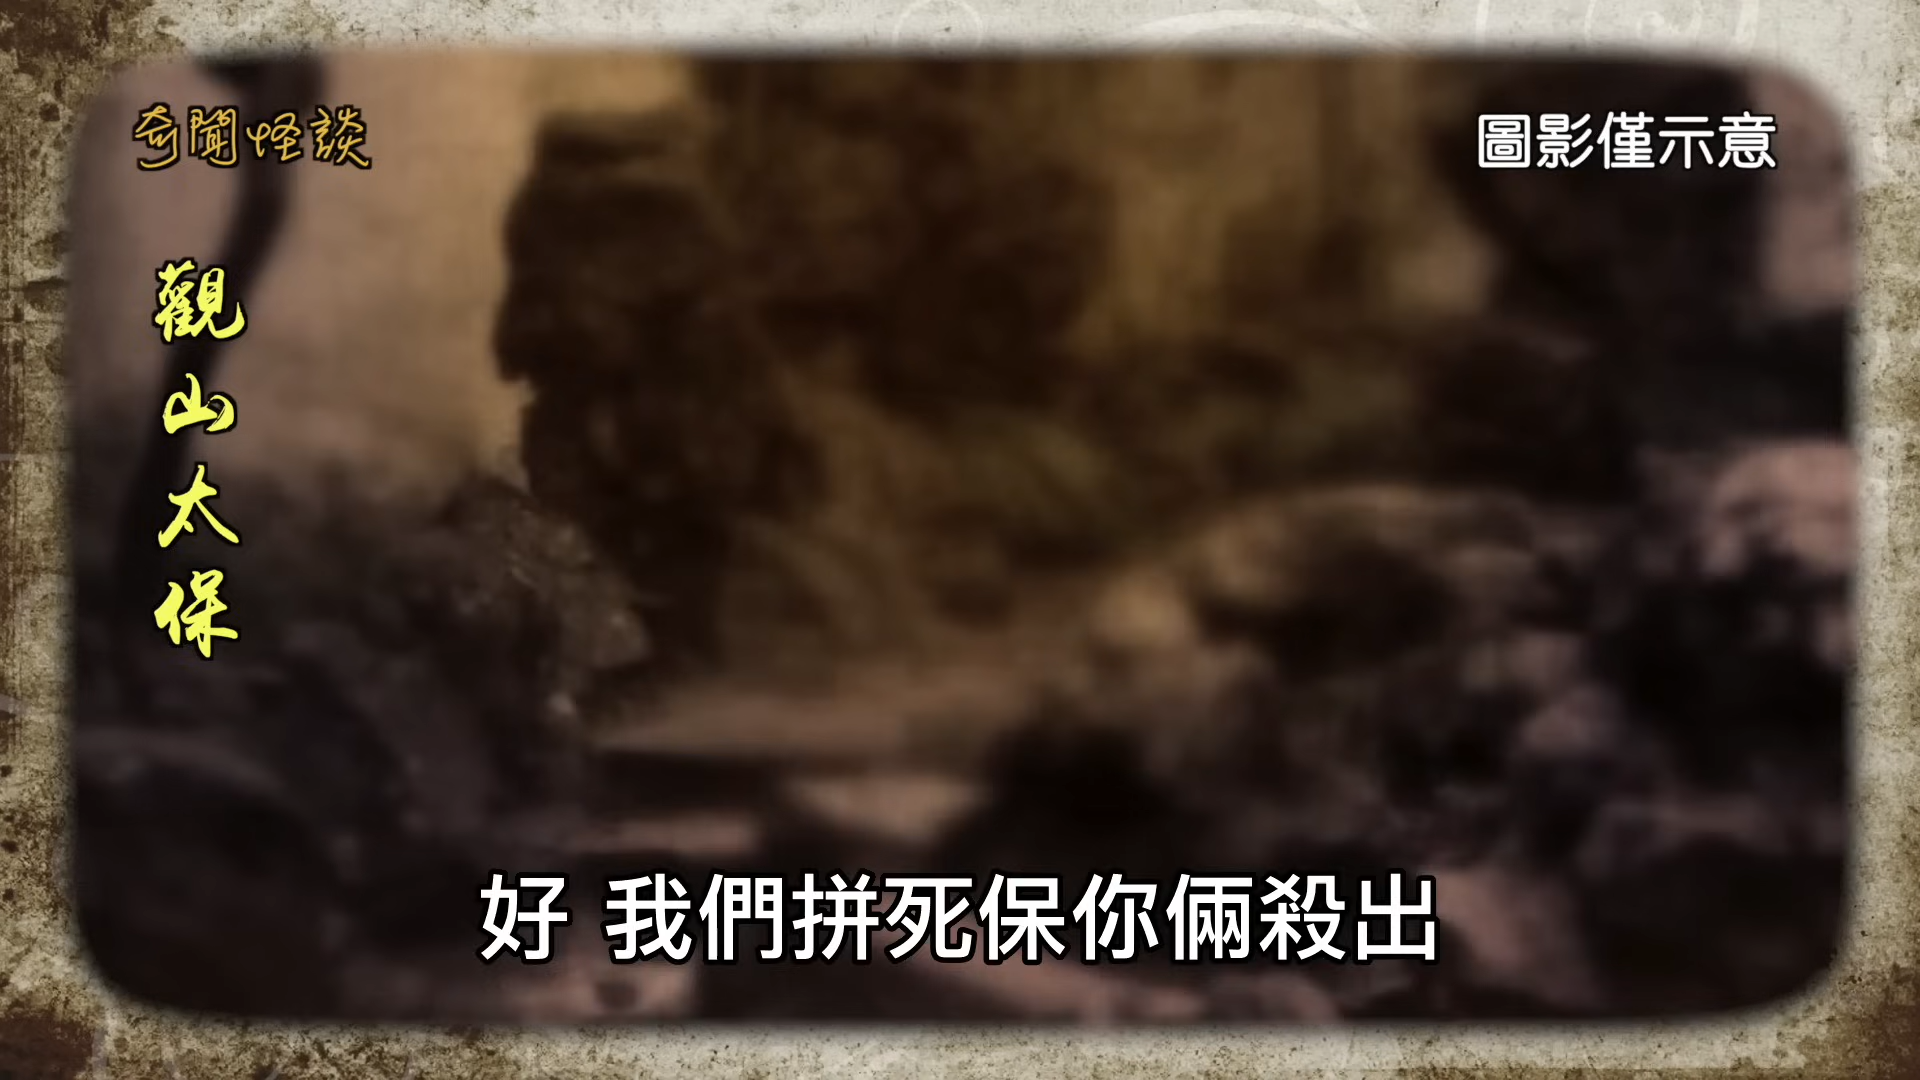 奇聞怪談
圖影僅示意
觀山太保
好 我們拼死保你倆殺出